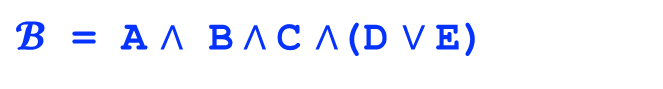 ℬ = A ∧ B ∧ C ∧ (D ∨ E)